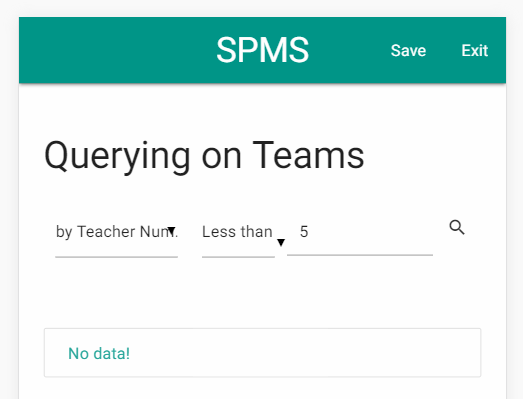 SPMS Save Exit
Querying on Teams
by Teacher Num. Less than 5
No data!